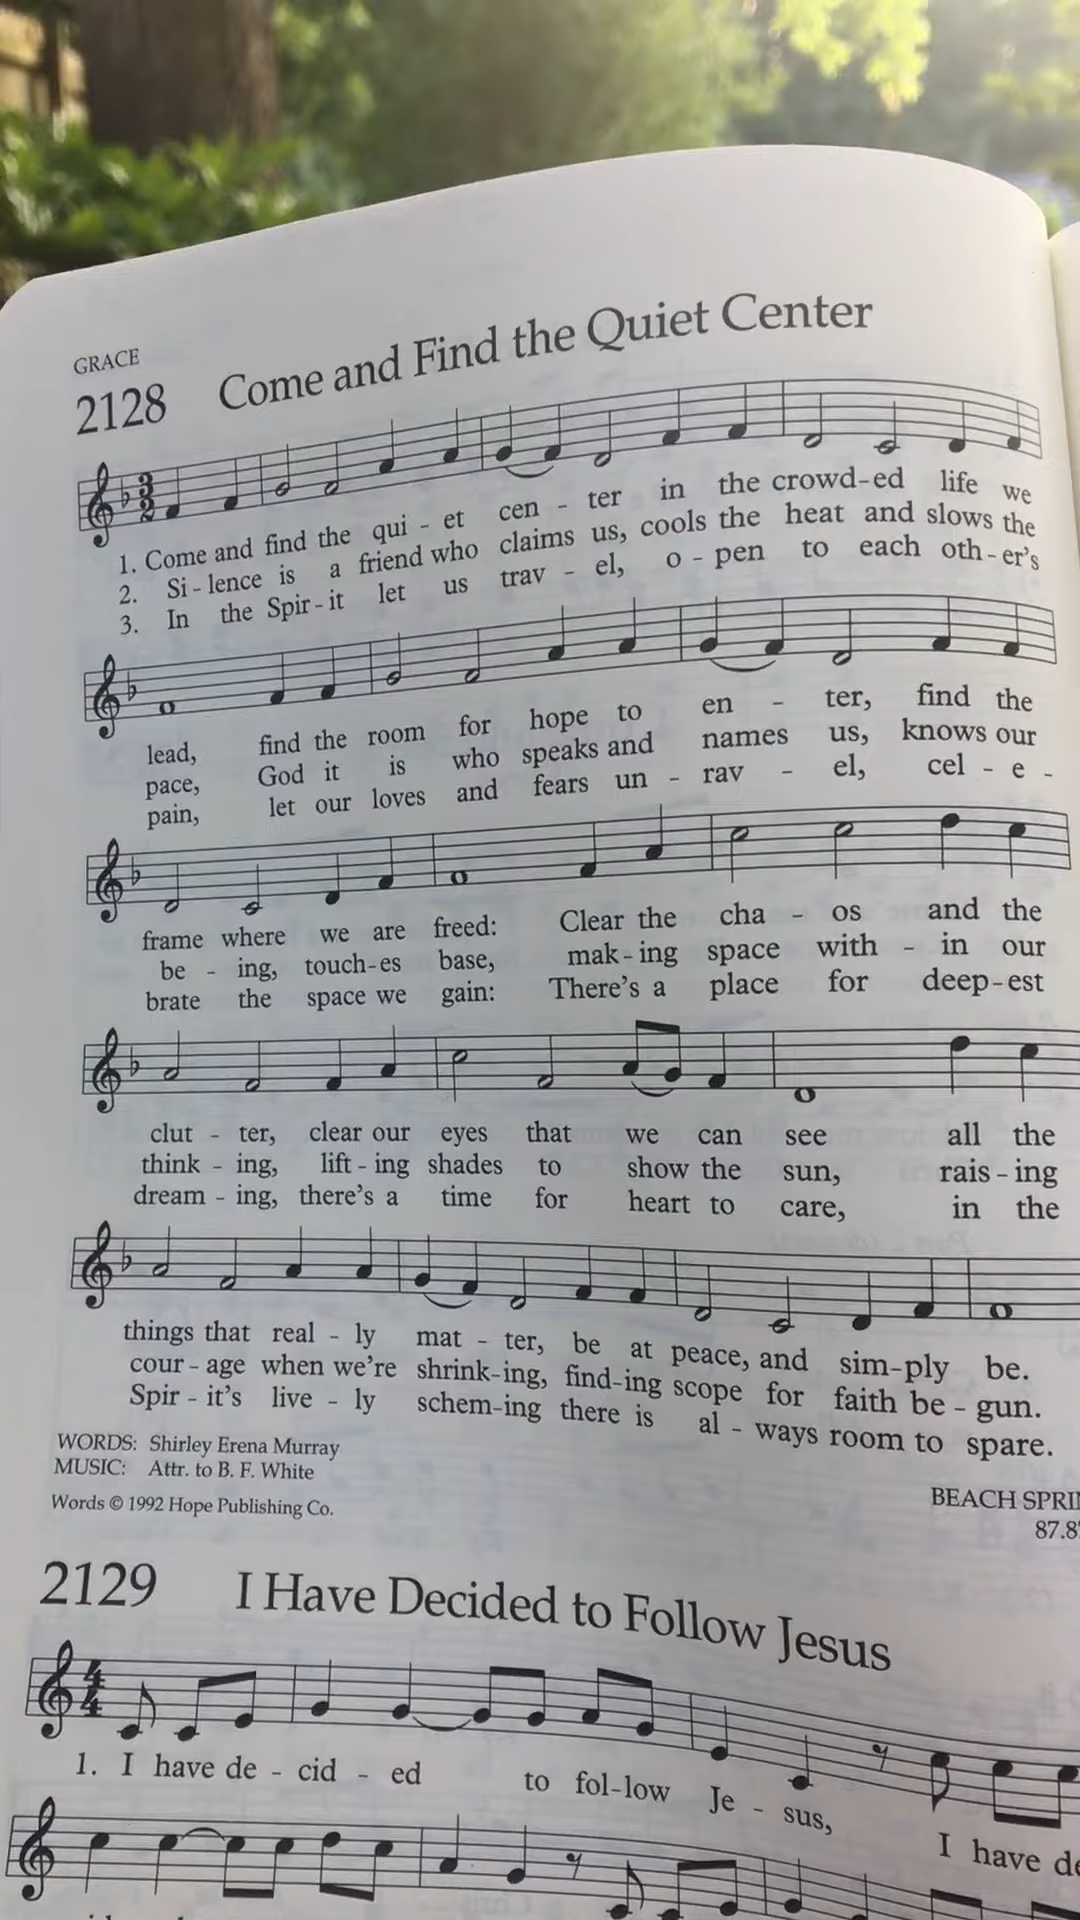 GRACE
2128 Come and Find the Quiet Center
1. Come and find the qui - et cen - ter in the crowd-ed life we
2. Si - lence is a friend who claims us, cools the heat and slows the
3. In the Spir - it let us trav - el, o - pen to each oth - er's
lead, find the room for hope to en - ter, find the
pace, God it is who speaks and names us, knows our
pain, let our loves and fears un - rav - el, cel - e -
frame where we are freed: Clear the cha - os and the
be - ing, touch-es base, mak - ing space with - in our
brate the space we gain: There's a place for deep-est
clut - ter, clear our eyes that we can see all the
think - ing, lift - ing shades to show the sun, rais - ing
dream - ing, there's a time for heart to care, in the
things that real - ly mat - ter, be at peace, and sim-ply be.
cour - age when we're shrink-ing, find-ing scope for faith be - gun.
Spir - it's live - ly schem-ing there is al - ways room to spare.
WORDS: Shirley Erena Murray
MUSIC: Attr. to B. F. White
Words © 1992 Hope Publishing Co.
BEACH
2129 I Have Decided to Follow Jesus
1. I have de - cid - ed to fol-low Je - sus, I have